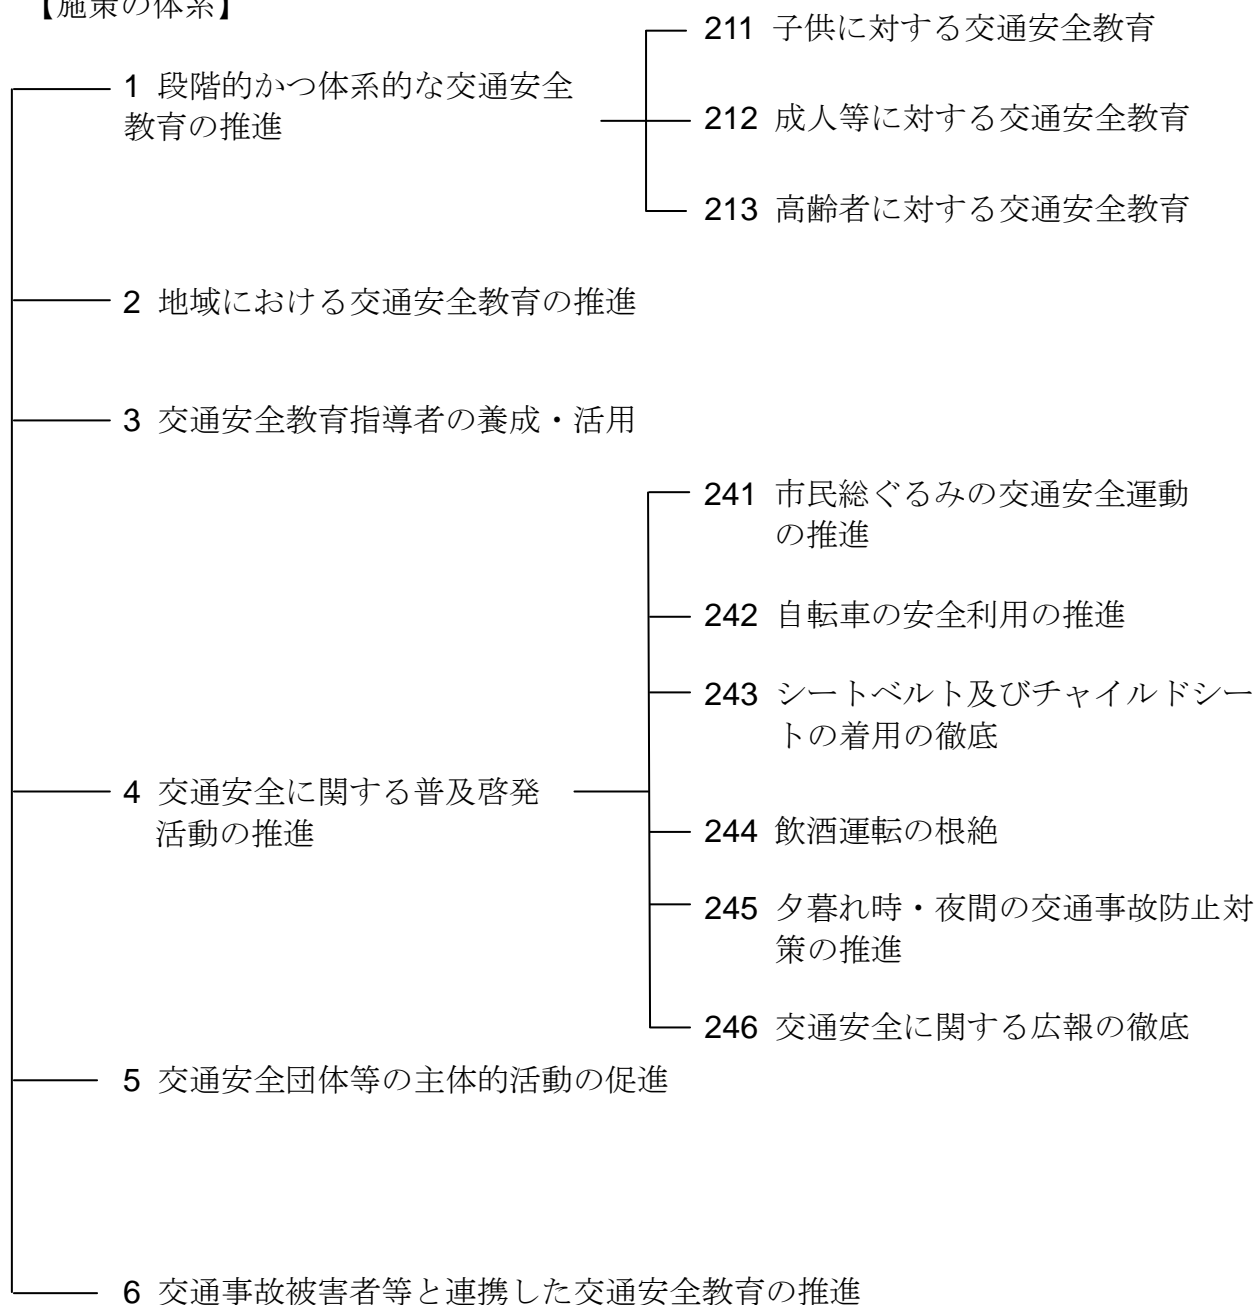 【施策の体系】
211 子供に対する交通安全教育
1 段階的かつ体系的な交通安全
教育の推進
212 成人等に対する交通安全教育
213 高齢者に対する交通安全教育
2 地域における交通安全教育の推進
3 交通安全教育指導者の養成・活用
241 市民総ぐるみの交通安全運動
の推進
242 自転車の安全利用の推進
243 シートベルト及びチャイルドシー
トの着用の徹底
4 交通安全に関する普及啓発
活動の推進
244 飲酒運転の根絶
245 夕暮れ時・夜間の交通事故防止対
策の推進
246 交通安全に関する広報の徹底
5 交通安全団体等の主体的活動の促進
6 交通事故被害者等と連携した交通安全教育の推進